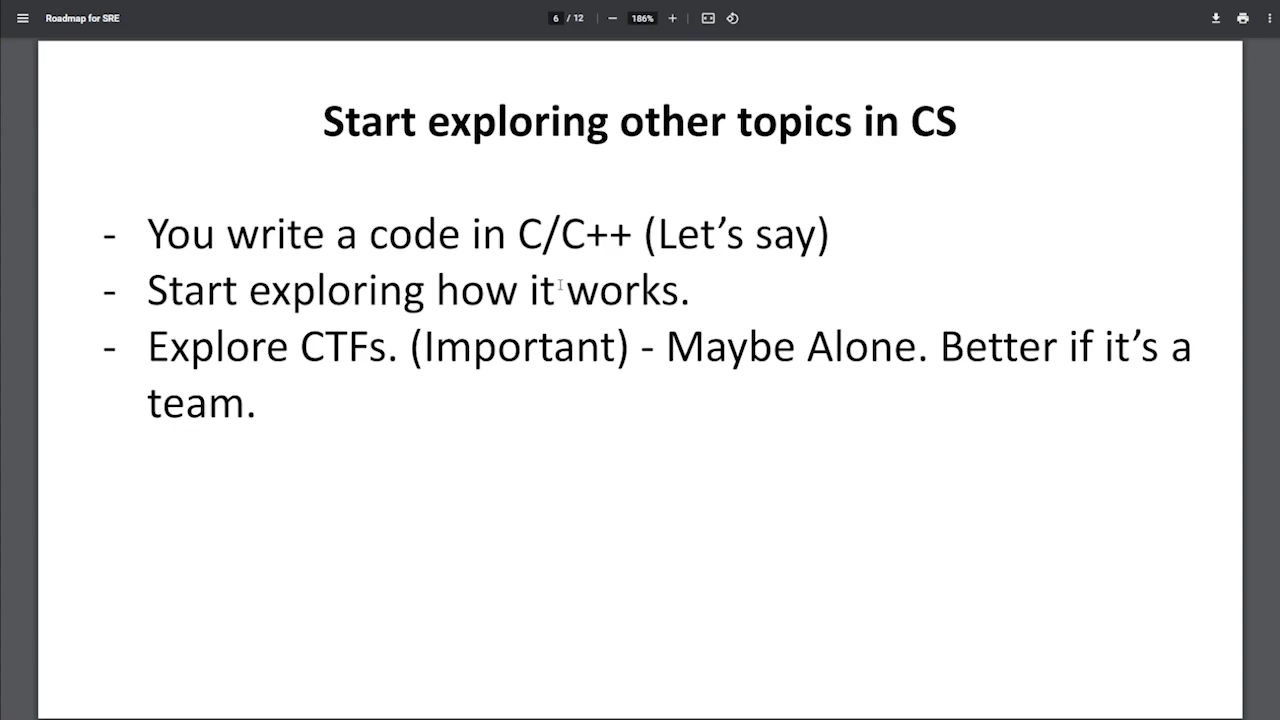 Roadmap for SRE
6 / 12
186%
Start exploring other topics in CS
- You write a code in C/C++ (Let’s say)
- Start exploring how it works.
- Explore CTFs. (Important) - Maybe Alone. Better if it’s a
team.